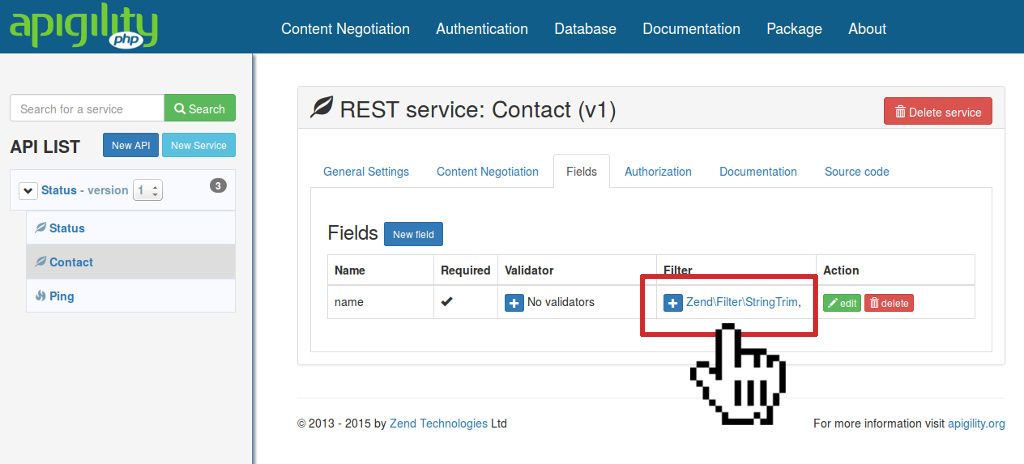 apigility
php
Content Negotiation Authentication Database Documentation Package About
Search for a service Search
API LIST New API New Service
Status - version 1 3
Status
Contact
Ping
REST service: Contact (v1) Delete service
General Settings Content Negotiation Fields Authorization Documentation Source code
Fields New field
Name Required Validator Filter Action
name No validators Zend\Filter\StringTrim, edit delete
© 2013 - 2015 by Zend Technologies Ltd For more information visit apigility.org